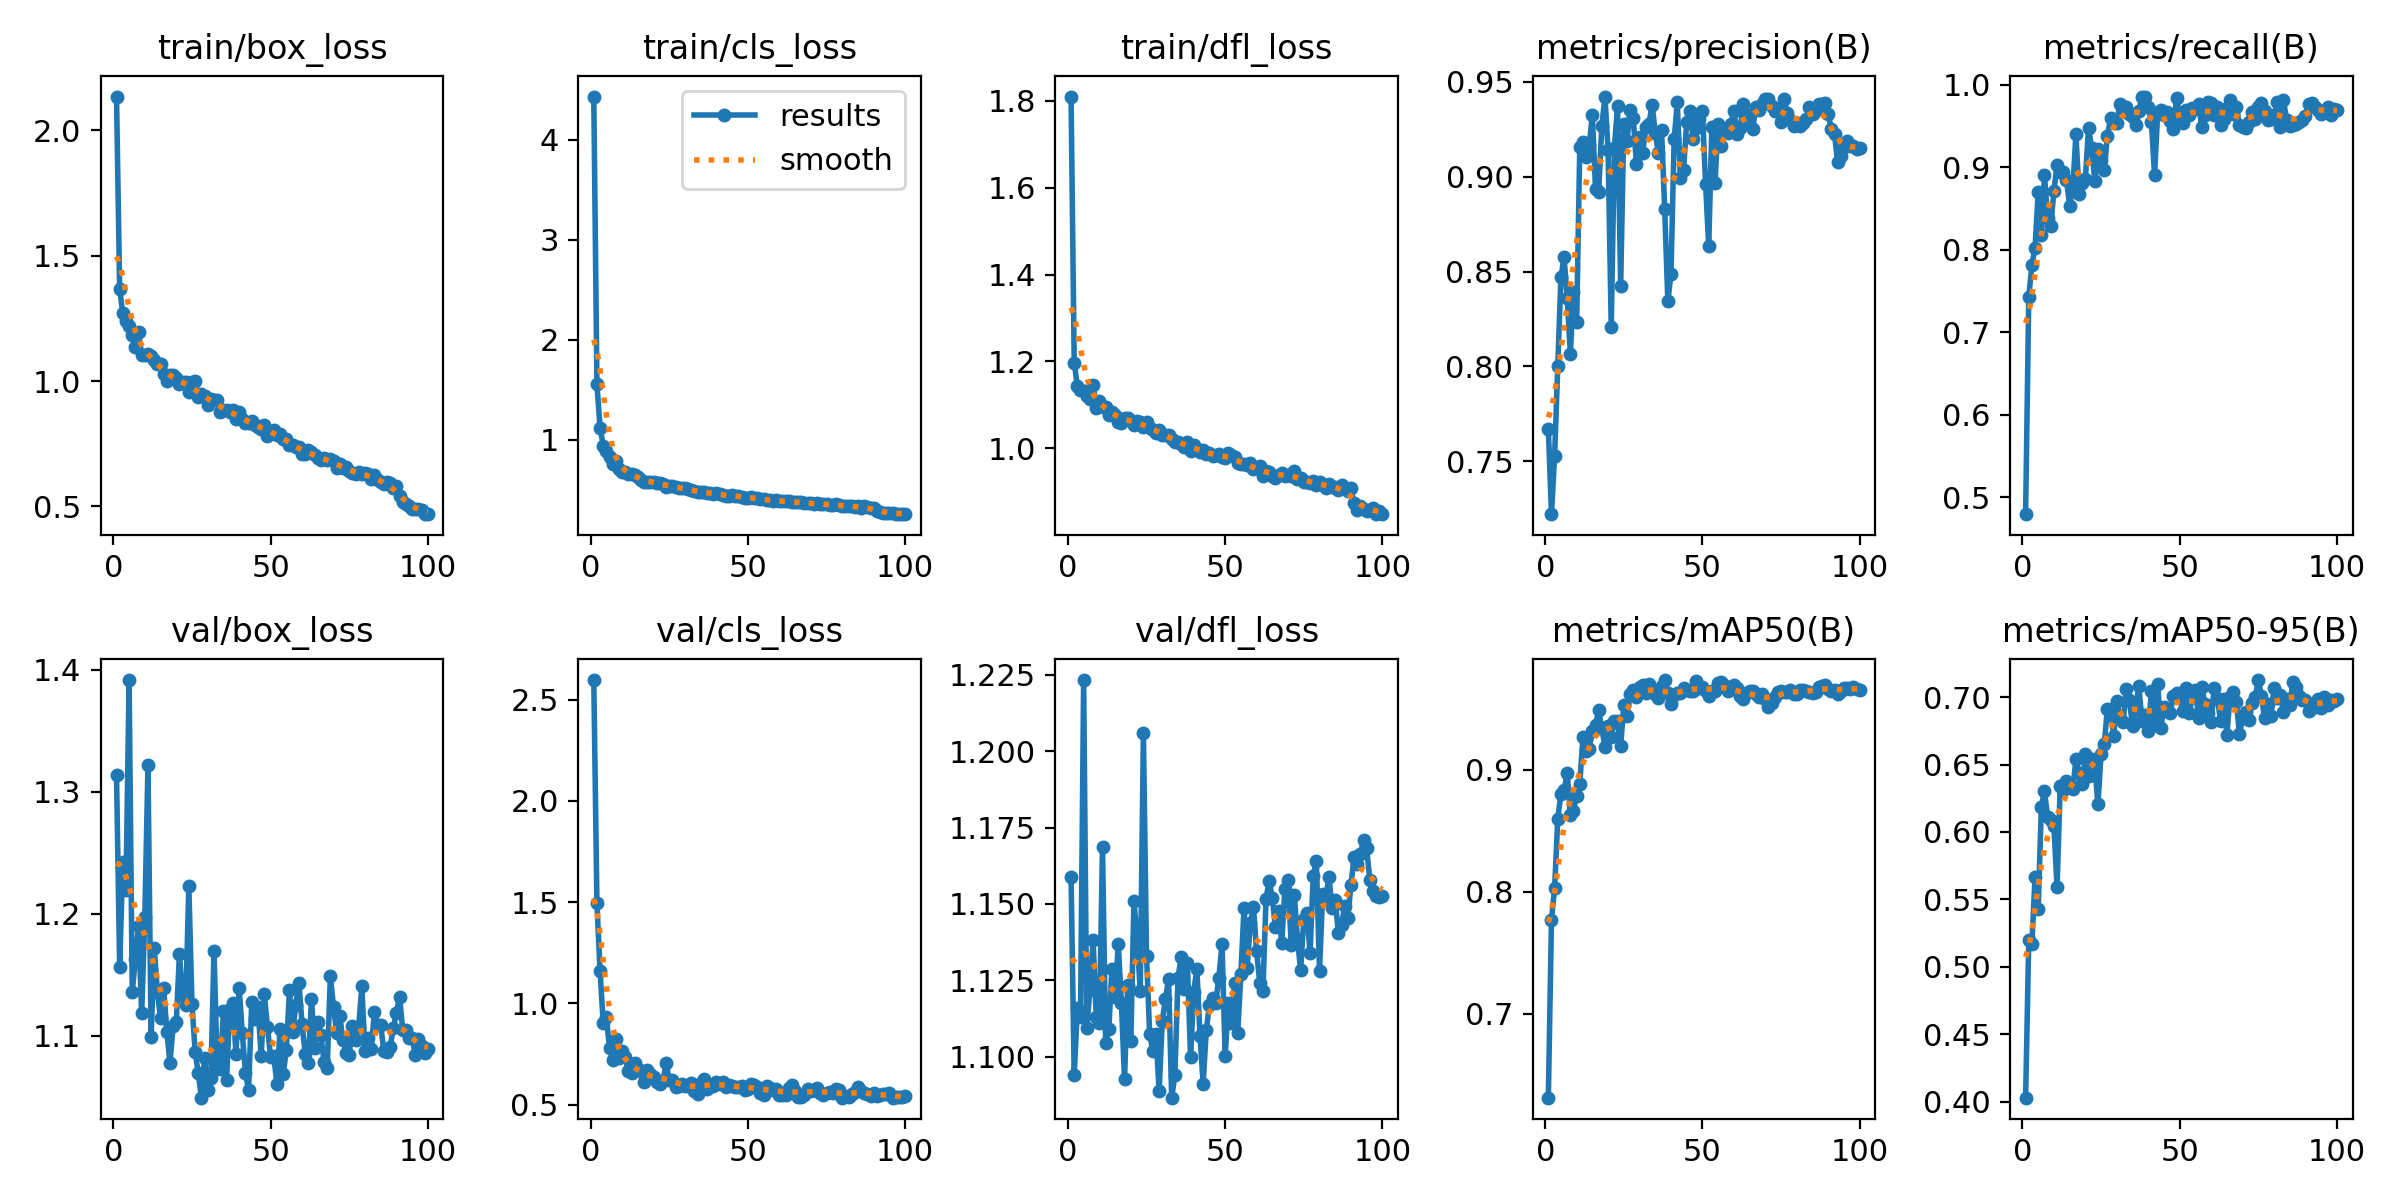 train/box_loss
2.0
1.5
1.0
0.5
0 50 100
train/cls_loss
results
smooth
4
3
2
1
0 50 100
train/dfl_loss
1.8
1.6
1.4
1.2
1.0
0 50 100
metrics/precision(B)
0.95
0.90
0.85
0.80
0.75
0 50 100
metrics/recall(B)
1.0
0.9
0.8
0.7
0.6
0.5
0 50 100
val/box_loss
1.4
1.3
1.2
1.1
0 50 100
val/cls_loss
2.5
2.0
1.5
1.0
0.5
0 50 100
val/dfl_loss
1.225
1.200
1.175
1.150
1.125
1.100
0 50 100
metrics/mAP50(B)
0.9
0.8
0.7
0 50 100
metrics/mAP50-95(B)
0.70
0.65
0.60
0.55
0.50
0.45
0.40
0 50 100